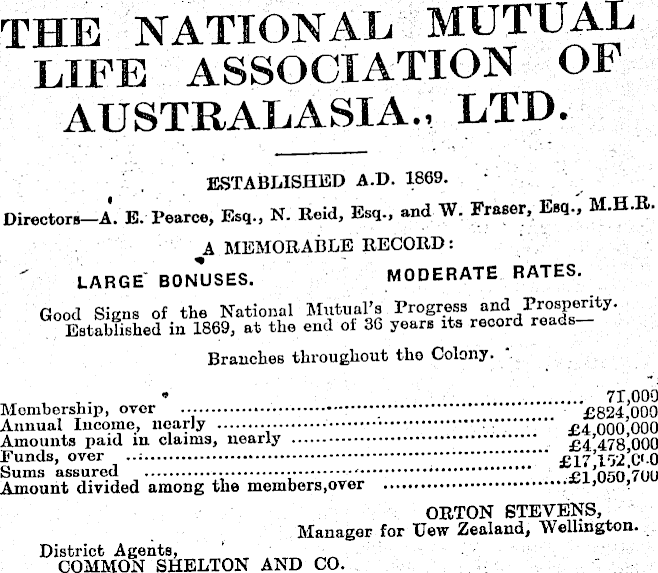 THE NATIONAL MUTUAL
LIFE ASSOCIATION OF
AUSTRALASIA., LTD.
ESTABLISHED A.D. 1869.
Directors—A. E. Pearce, Esq., N. Reid, Esq., and W. Fraser, Esq., M.H.R.
A MEMORABLE RECORD:
LARGE BONUSES. MODERATE RATES.
Good Signs of the National Mutual's Progress and Prosperity.
Established in 1869, at the end of 36 years its record reads—
Branches throughout the Colony.
Membership, over ........ 71,000
Annual Income, nearly ........ £824,000
Amounts paid in claims, nearly ........ £4,000,000
Funds, over ........ £4,478,000
Sums assured ........
Amount divided among the members,over ........ £1,050,700
ORTON STEVENS,
Manager for Uew Zealand, Wellington.
District Agents,
COMMON SHELTON AND CO.